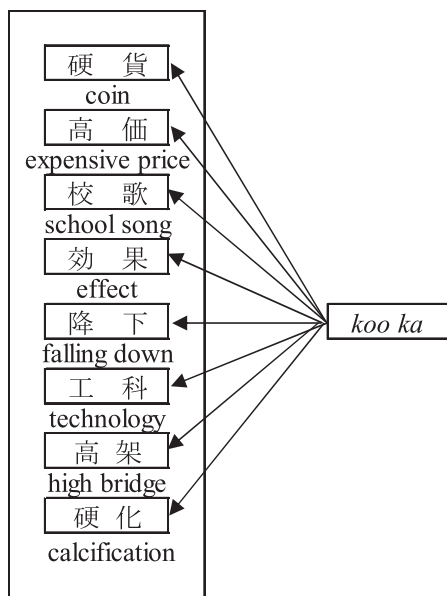 硬貨
coin
高価
expensive price
校歌
school song
効果
effect
降下
falling down
工科
technology
高架
high bridge
硬化
calcification
koo ka